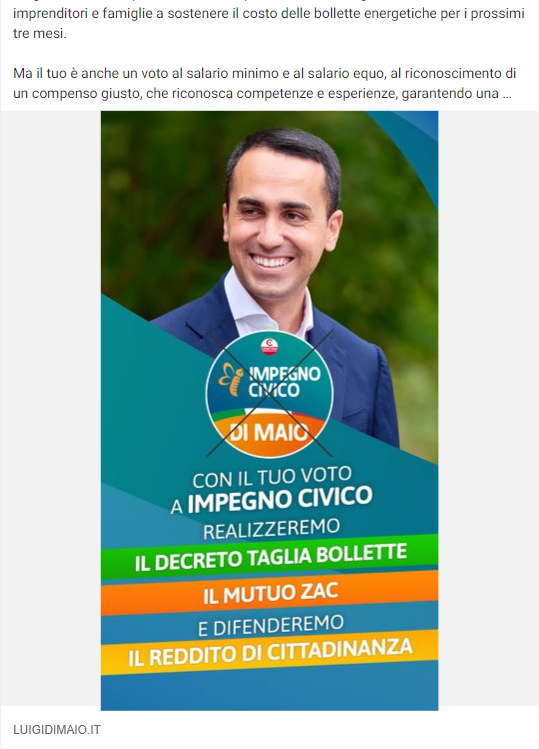 imprenditori e famiglie a sostenere il costo delle bollette energetiche per i prossimi
tre mesi.
Ma il tuo è anche un voto al salario minimo e al salario equo, al riconoscimento di
un compenso giusto, che riconosca competenze e esperienze, garantendo una ...
IMPEGNO
CIVICO
DI MAIO
CON IL TUO VOTO
A IMPEGNO CIVICO
REALIZZEREMO
IL DECRETO TAGLIA BOLLETTE
IL MUTUO ZAC
E DIFENDEREMO
IL REDDITO DI CITTADINANZA
LUIGIDIMAIO.IT